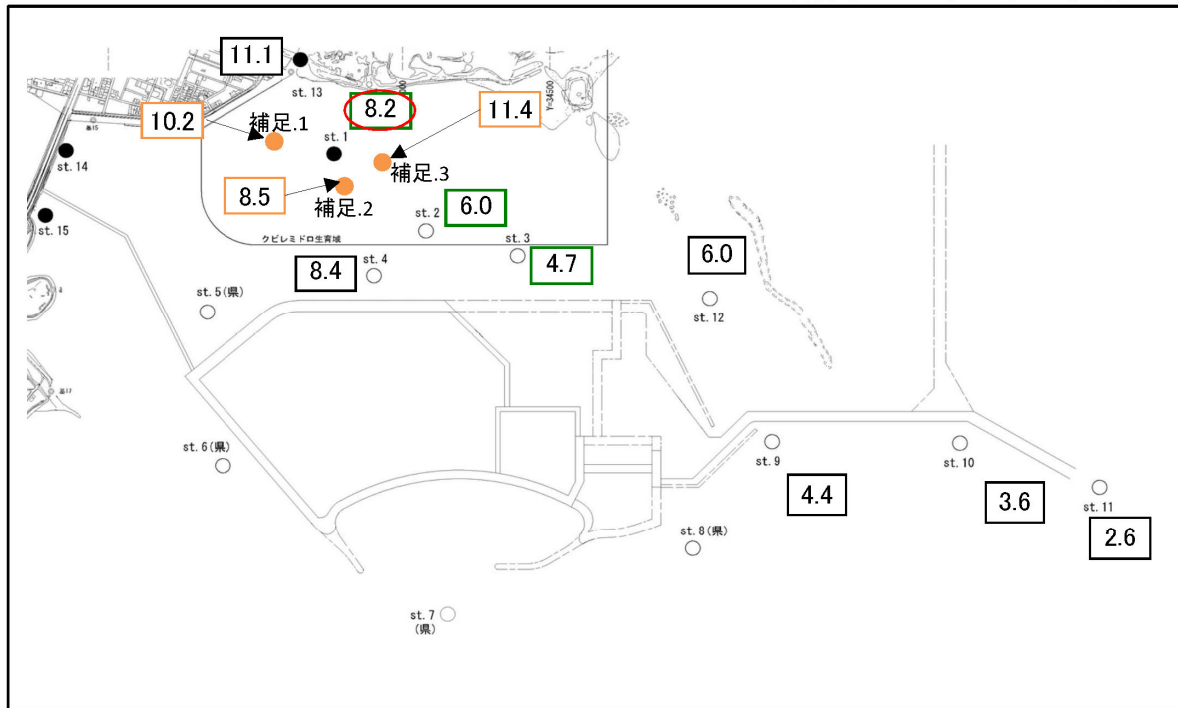 11.1
st. 13
8.2
Y=34500
10.2
11.4
補足.1
st. 1
st. 14
補足.3
8.5
補足.2
6.0
st. 2
st. 15
クビレミドロ生育域
st. 3
4.7
6.0
8.4
st. 4
st. 5(県)
st. 12
st. 6(県)
st. 9
st. 10
4.4
3.6
st. 11
2.6
st. 8(県)
st. 7
(県)